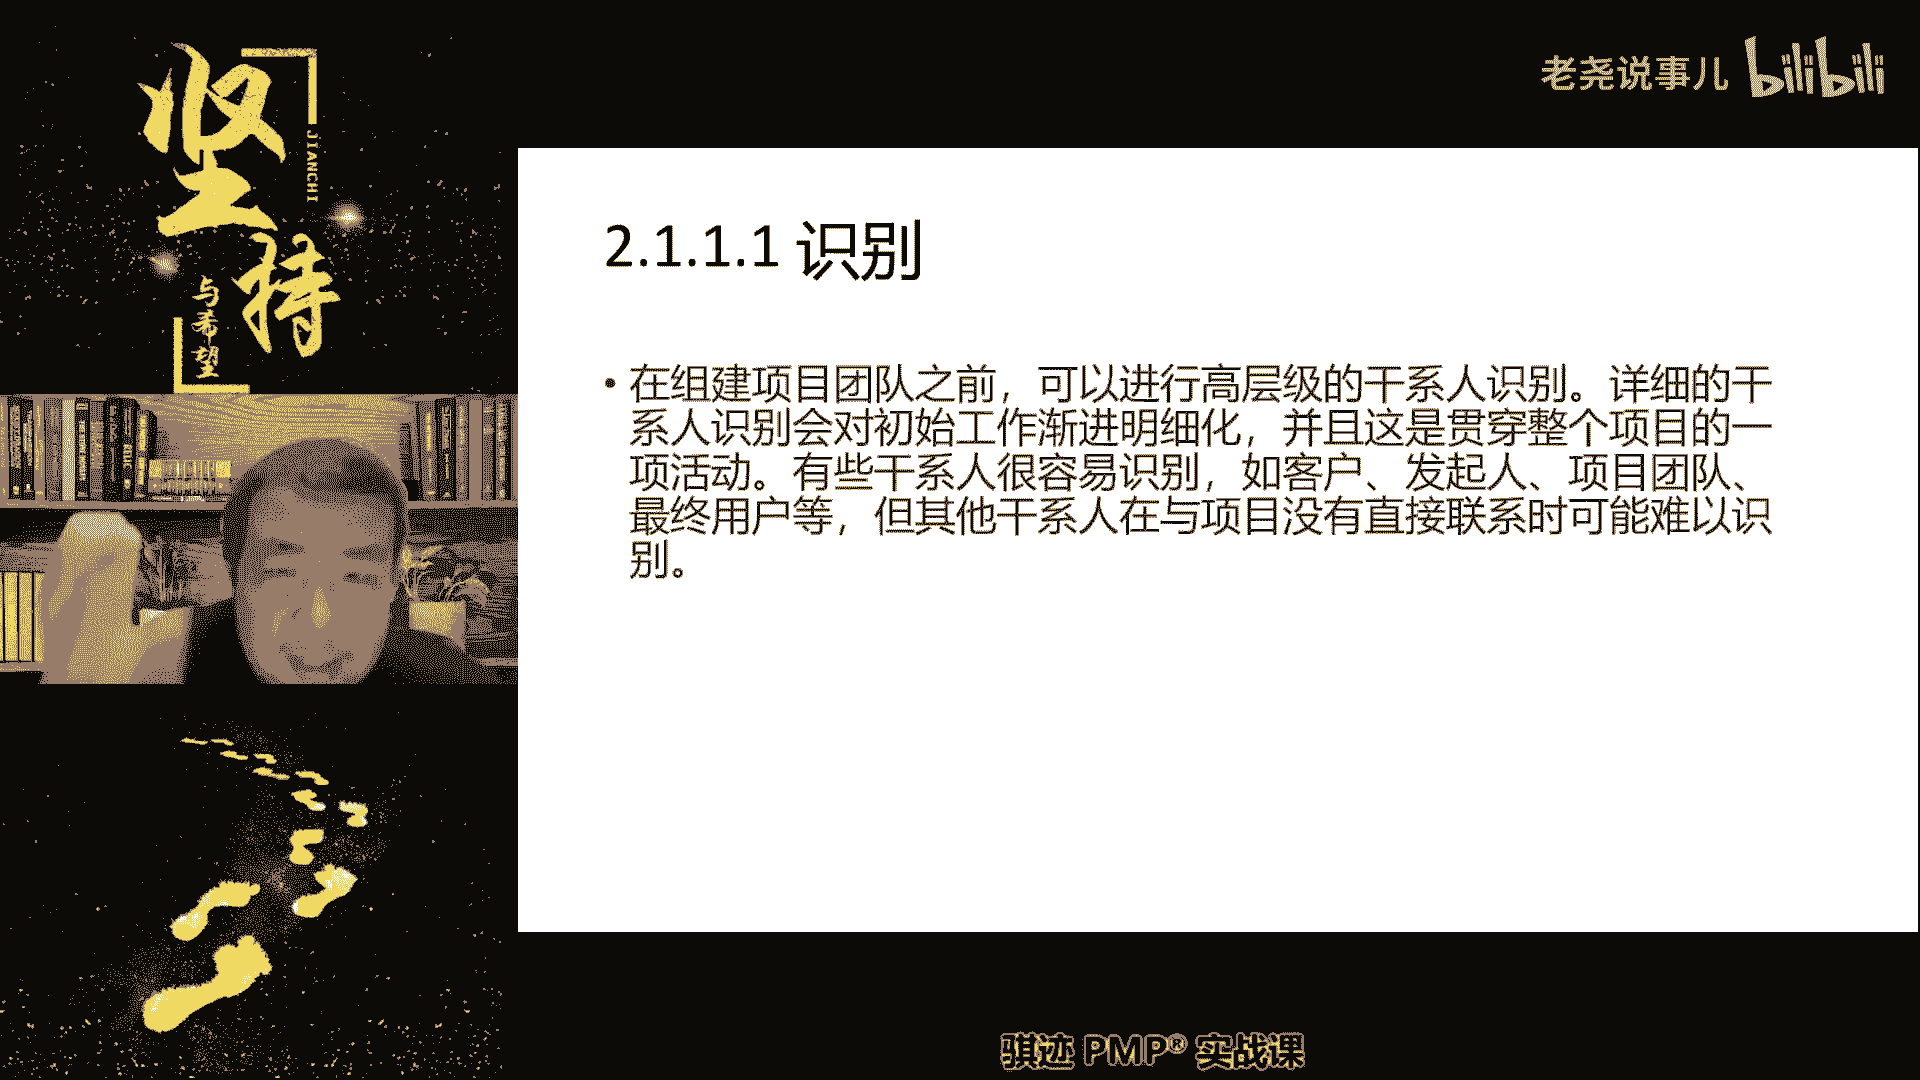 坚持
JIANCHI
与希望
老尧说事儿 bilibili
2.1.1.1 识别
• 在组建项目团队之前，可以进行高层级的干系人识别。详细的干
系人识别会对初始工作渐进明细化，并且这是贯穿整个项目的一
项活动。有些干系人很容易识别，如客户、发起人、项目团队、
最终用户等，但其他干系人在与项目没有直接联系时可能难以识
别。
骐迹 PMP® 实战课